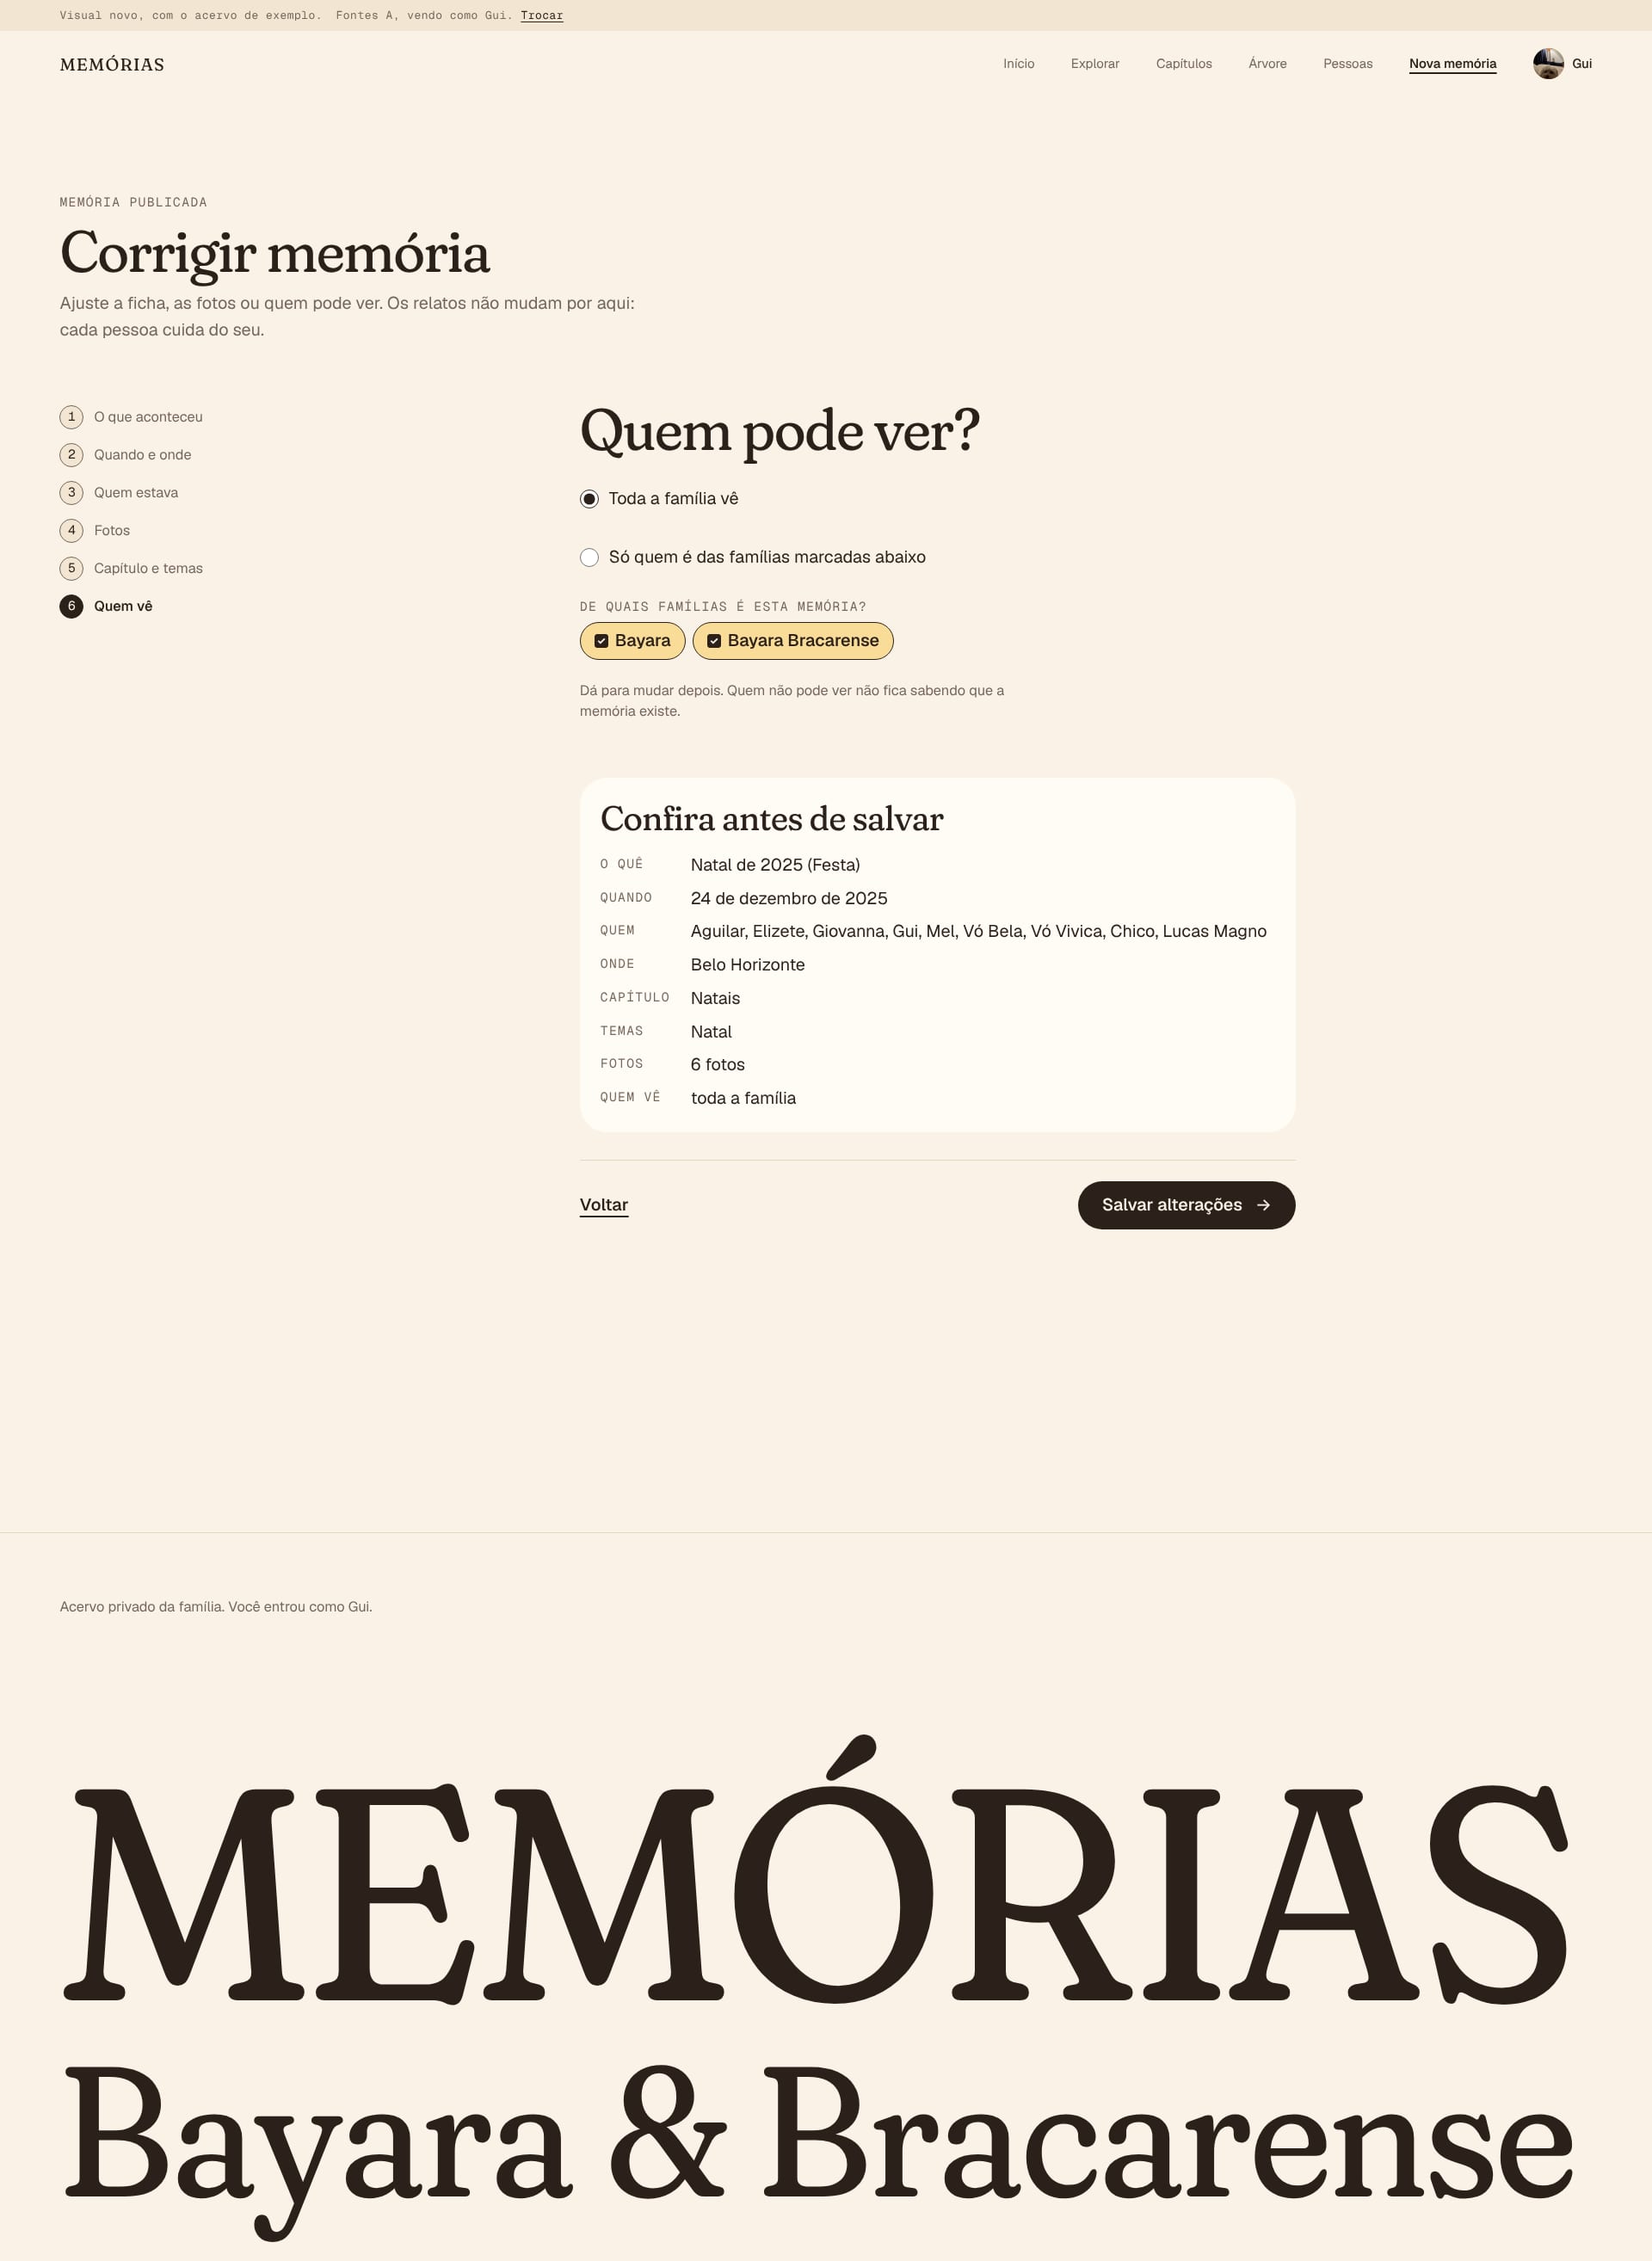 Visual novo, com o acervo de exemplo. Fontes A, vendo como Gui. Trocar
MEMÓRIAS
Início
Explorar
Capítulos
Árvore
Pessoas
Nova memória
Gui
MEMÓRIA PUBLICADA
Corrigir memória
Ajuste a ficha, as fotos ou quem pode ver. Os relatos não mudam por aqui:
cada pessoa cuida do seu.
1 O que aconteceu
2 Quando e onde
3 Quem estava
4 Fotos
5 Capítulo e temas
6 Quem vê
Quem pode ver?
Toda a família vê
Só quem é das famílias marcadas abaixo
DE QUAIS FAMÍLIAS É ESTA MEMÓRIA?
Bayara
Bayara Bracarense
Dá para mudar depois. Quem não pode ver não fica sabendo que a
memória existe.
Confira antes de salvar
O QUÊ Natal de 2025 (Festa)
QUANDO 24 de dezembro de 2025
QUEM Aguilar, Elizete, Giovanna, Gui, Mel, Vó Bela, Vó Vivica, Chico, Lucas Magno
ONDE Belo Horizonte
CAPÍTULO Natais
TEMAS Natal
FOTOS 6 fotos
QUEM VÊ toda a família
Voltar
Salvar alterações →
Acervo privado da família. Você entrou como Gui.
MEMÓRIAS
Bayara & Bracarense